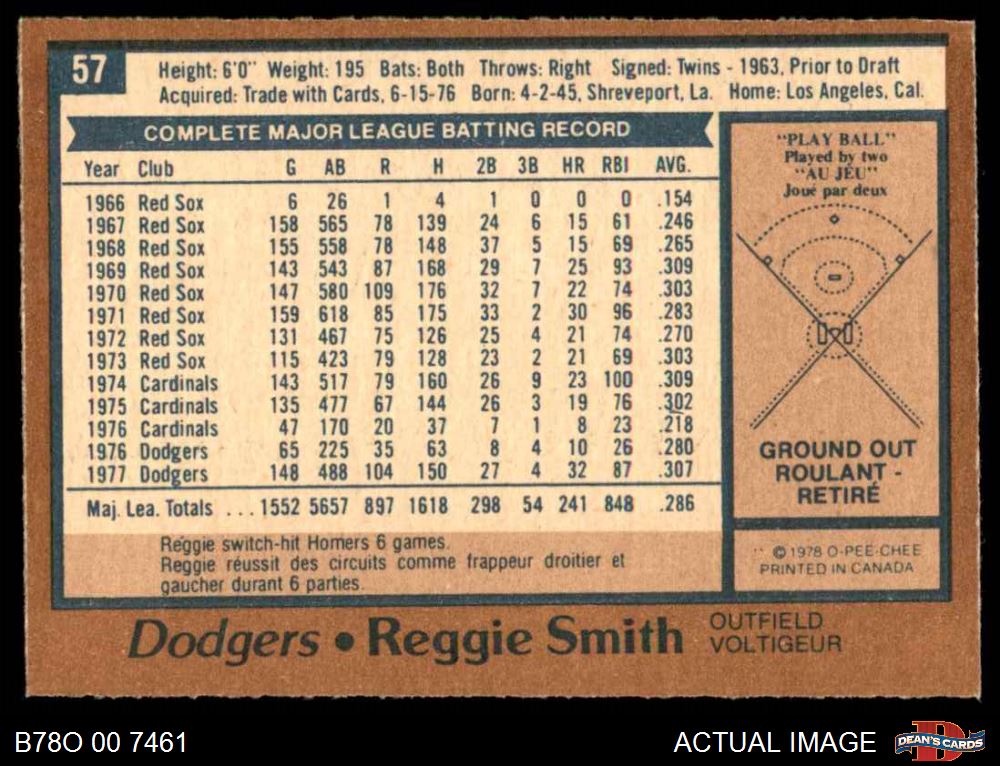 57
Height: 6'0" Weight: 195 Bats: Both Throws: Right Signed: Twins - 1963, Prior to Draft
Acquired: Trade with Cards, 6-15-76 Born: 4-2-45, Shreveport, La. Home: Los Angeles, Cal.
COMPLETE MAJOR LEAGUE BATTING RECORD
Year Club G AB R H 2B 3B HR RBI AVG.
1966 Red Sox 6 26 1 4 1 0 0 0 .154
1967 Red Sox 158 565 78 139 24 6 15 61 .246
1968 Red Sox 155 558 78 148 37 5 15 69 .265
1969 Red Sox 143 543 87 168 29 7 25 93 .309
1970 Red Sox 147 580 109 176 32 7 22 74 .303
1971 Red Sox 159 618 85 175 33 2 30 96 .283
1972 Red Sox 131 467 75 126 25 4 21 74 .270
1973 Red Sox 115 423 79 128 23 2 21 69 .303
1974 Cardinals 143 517 79 160 26 9 23 100 .309
1975 Cardinals 135 477 67 144 26 3 19 76 .302
1976 Cardinals 47 170 20 37 7 1 8 23 .218
1976 Dodgers 65 225 35 63 8 4 10 26 .280
1977 Dodgers 148 488 104 150 27 4 32 87 .307
Maj. Lea. Totals ... 1552 5657 897 1618 298 54 241 848 .286
Reggie switch-hit Homers 6 games.
Reggie réussit des circuits comme frappeur droitier et
gaucher durant 6 parties.
"PLAY BALL"
Played by two
"AU JEU"
Joué par deux
GROUND OUT
ROULANT -
RETIRÉ
© 1978 O-PEE-CHEE
PRINTED IN CANADA
Dodgers • Reggie Smith
OUTFIELD
VOLTIGEUR
B78O 00 7461
ACTUAL IMAGE
D
DEAN'S CARDS